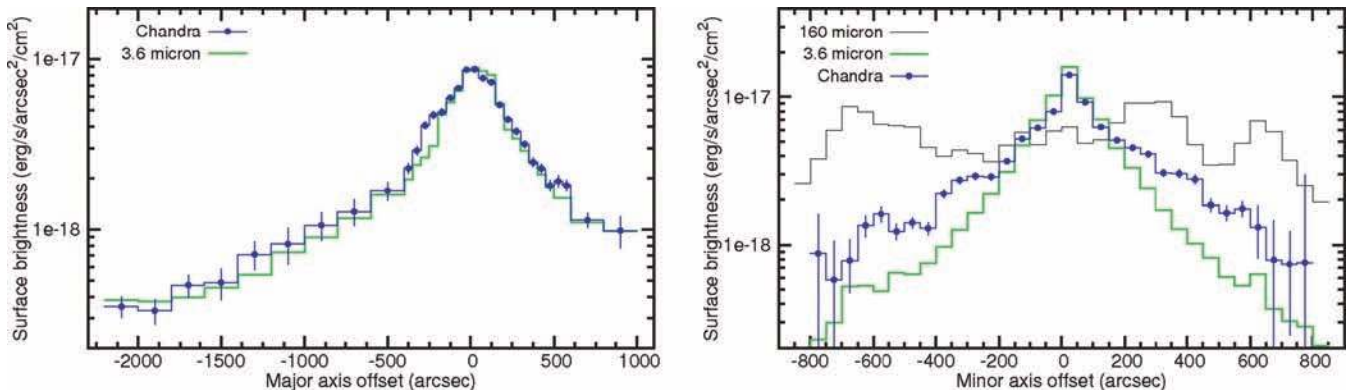 Chandra
3.6 micron
1e-17
1e-18
Surface brightness (erg/s/arcsec²/cm²)
-2000 -1500 -1000 -500 0 500 1000
Major axis offset (arcsec)
160 micron
3.6 micron
Chandra
1e-17
1e-18
Surface brightness (erg/s/arcsec²/cm²)
-800 -600 -400 -200 0 200 400 600 800
Minor axis offset (arcsec)